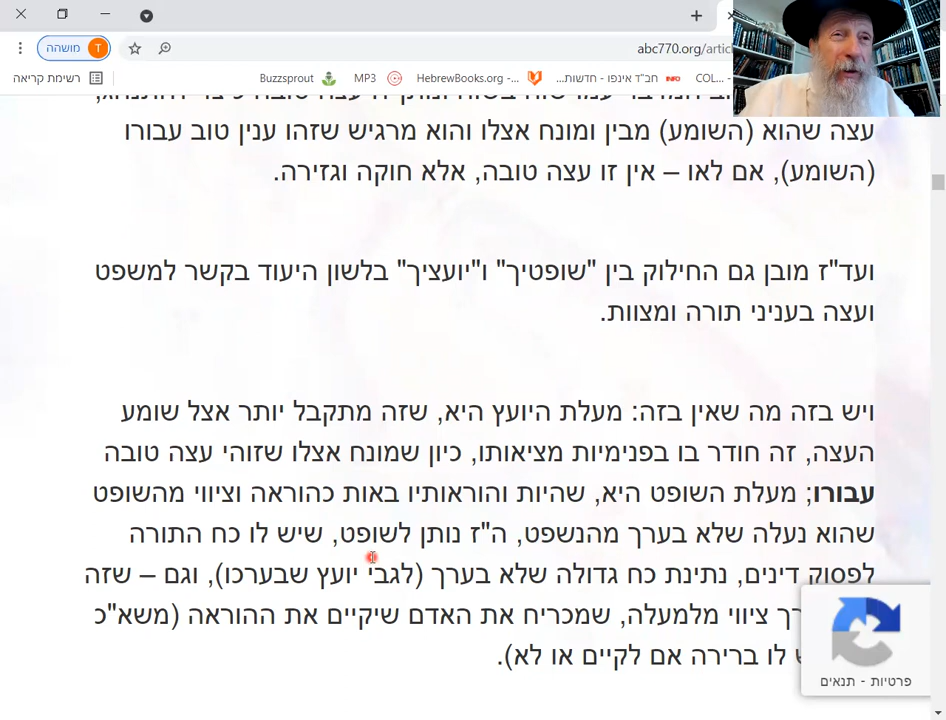 מושהה
abc770.org/artic
רשימת קריאה
Buzzsprout
MP3
HebrewBooks.org -...
חב"ד אינפו - חדשות...
COL...
עצה שהוא (השומע) מבין ומונח אצלו והוא מרגיש שזהו ענין טוב עבורו
(השומע), אם לאו – אין זו עצה טובה, אלא חוקה וגזירה.
ועד"ז מובן גם החילוק בין "שופטיך" ו"יועציך" בלשון היעוד בקשר למשפט
ועצה בעניני תורה ומצוות.
ויש בזה מה שאין בזה: מעלת היועץ היא, שזה מתקבל יותר אצל שומע
העצה, זה חודר בו בפנימיות מציאותו, כיון שמונח אצלו שזוהי עצה טובה
עבורו; מעלת השופט היא, שהיות והוראותיו באות כהוראה וציווי מהשופט
שהוא נעלה שלא בערך מהנשפט, ה"ז נותן לשופט, שיש לו כח התורה
לפסוק דינים, נתינת כח גדולה שלא בערך (לגבי יועץ שבערכו), וגם – שזה
רך ציווי מלמעלה, שמכריח את האדם שיקיים את ההוראה (משא"כ
ש לו ברירה אם לקיים או לא).
פרטיות - תנאים